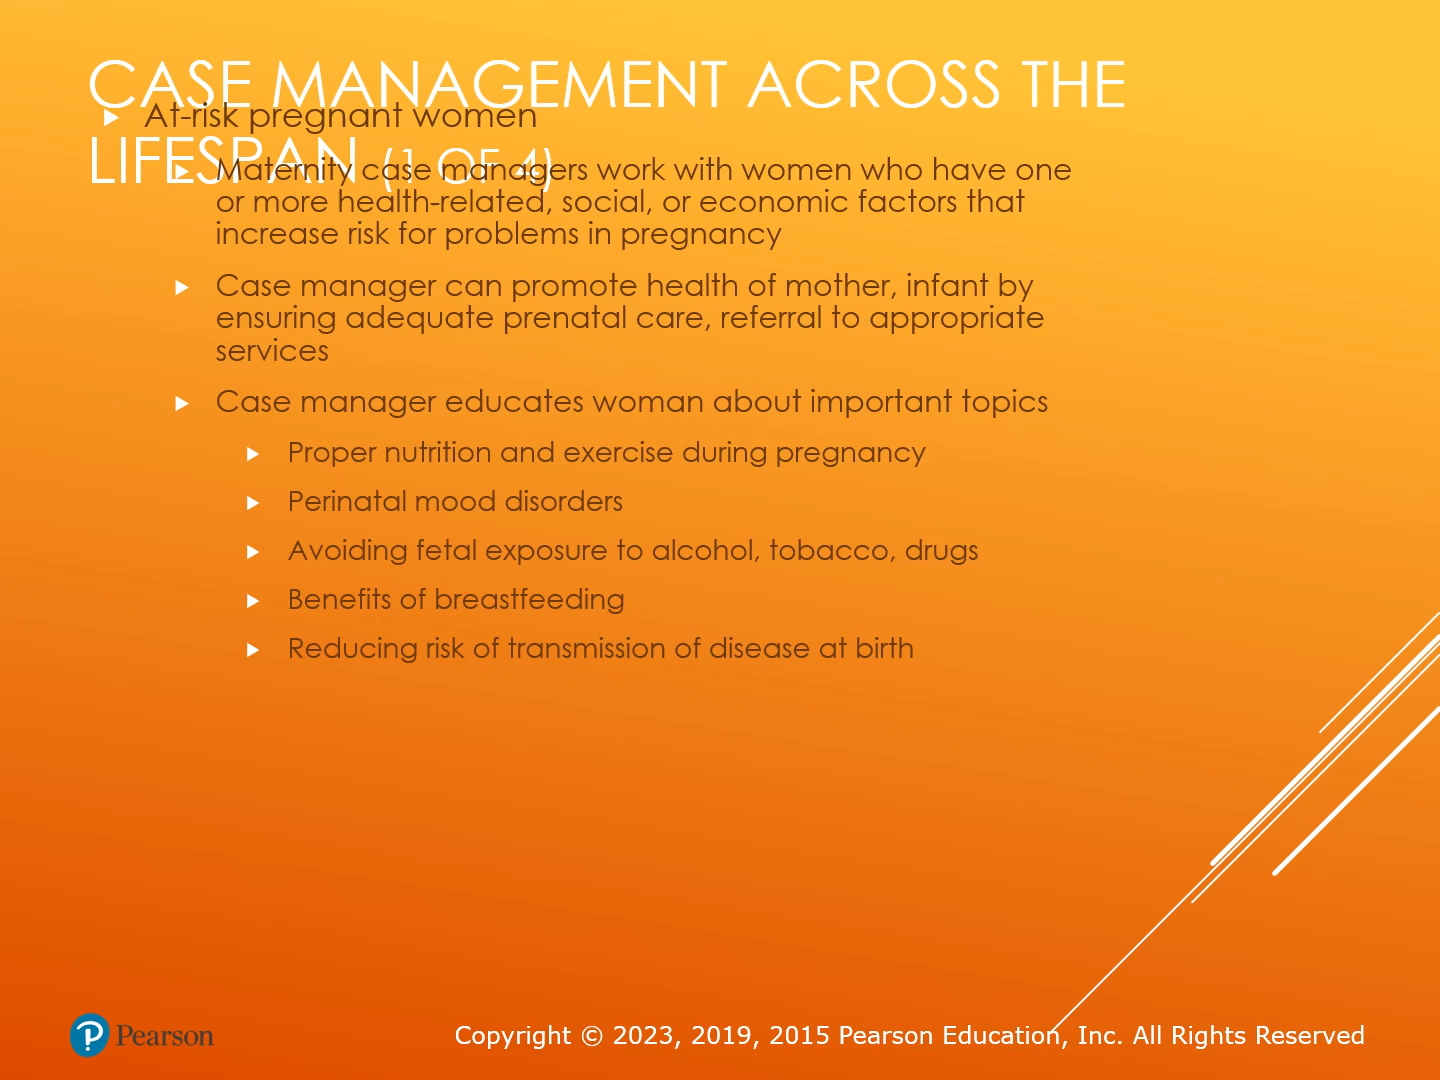 CASE MANAGEMENT ACROSS THE
LIFESPAN (1 OF 4)
At-risk pregnant women
Maternity case managers work with women who have one
or more health-related, social, or economic factors that
increase risk for problems in pregnancy
Case manager can promote health of mother, infant by
ensuring adequate prenatal care, referral to appropriate
services
Case manager educates woman about important topics
Proper nutrition and exercise during pregnancy
Perinatal mood disorders
Avoiding fetal exposure to alcohol, tobacco, drugs
Benefits of breastfeeding
Reducing risk of transmission of disease at birth
Pearson
Copyright © 2023, 2019, 2015 Pearson Education, Inc. All Rights Reserved